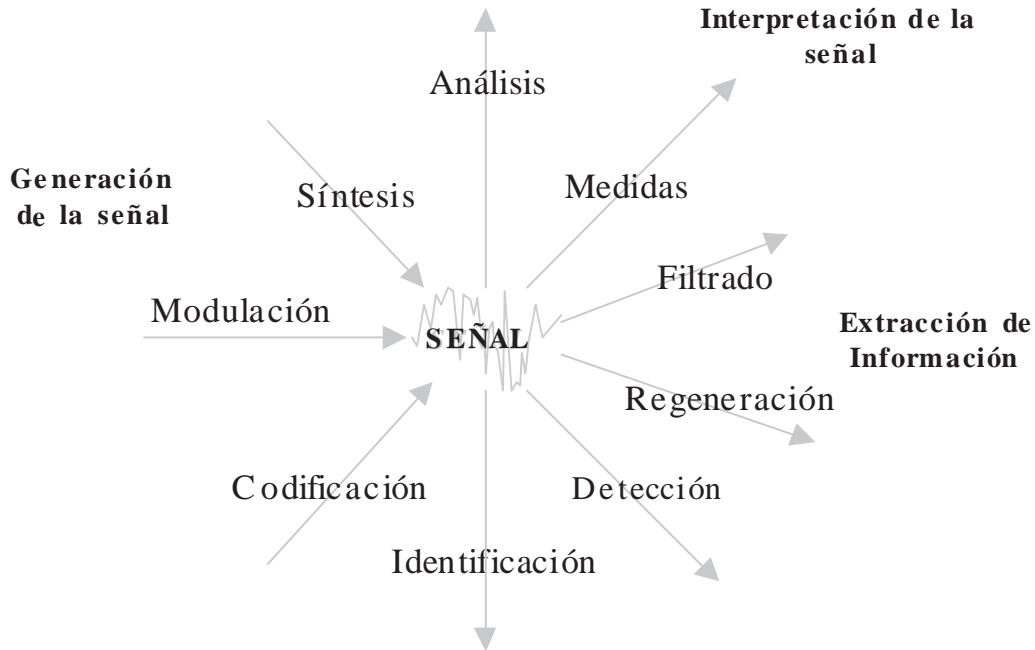 Interpretación de la
señal
Análisis
Generación
de la señal
Síntesis
Medidas
Filtrado
Modulación
SEÑAL
Extracción de
Información
Regeneración
Codificación
Detección
Identificación